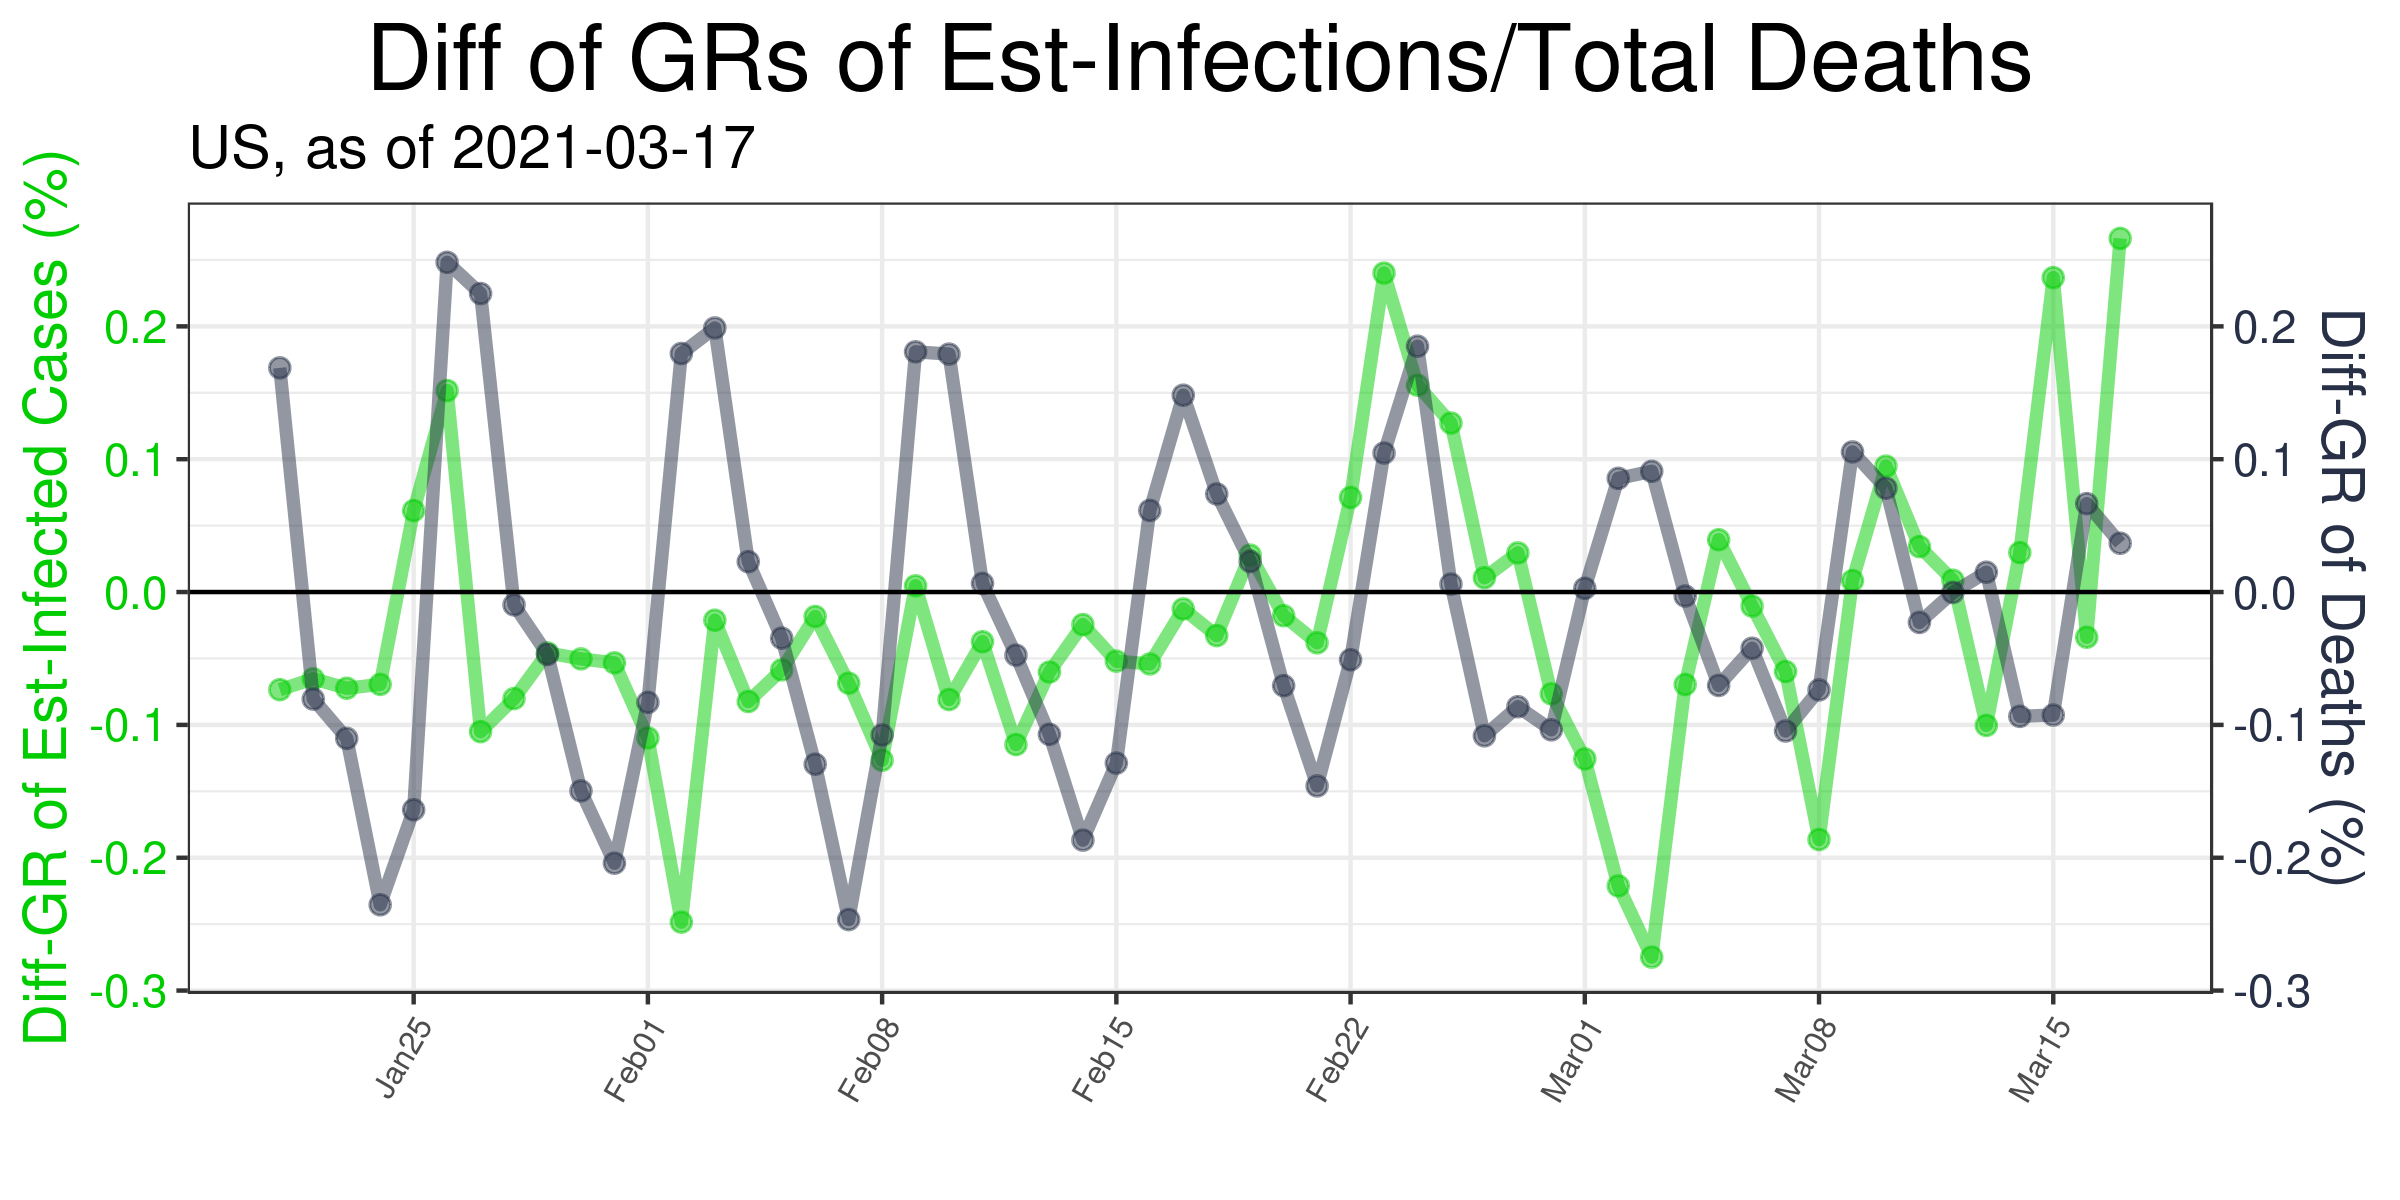 Diff of GRs of Est-Infections/Total Deaths
US, as of 2021-03-17
Diff-GR of Est-Infected Cases (%)
0.2
0.1
0.0
-0.1
-0.2
-0.3
0.2
0.1
0.0
-0.1
-0.2
-0.3
Diff-GR of Deaths (%)
Jan25
Feb01
Feb08
Feb15
Feb22
Mar01
Mar08
Mar15